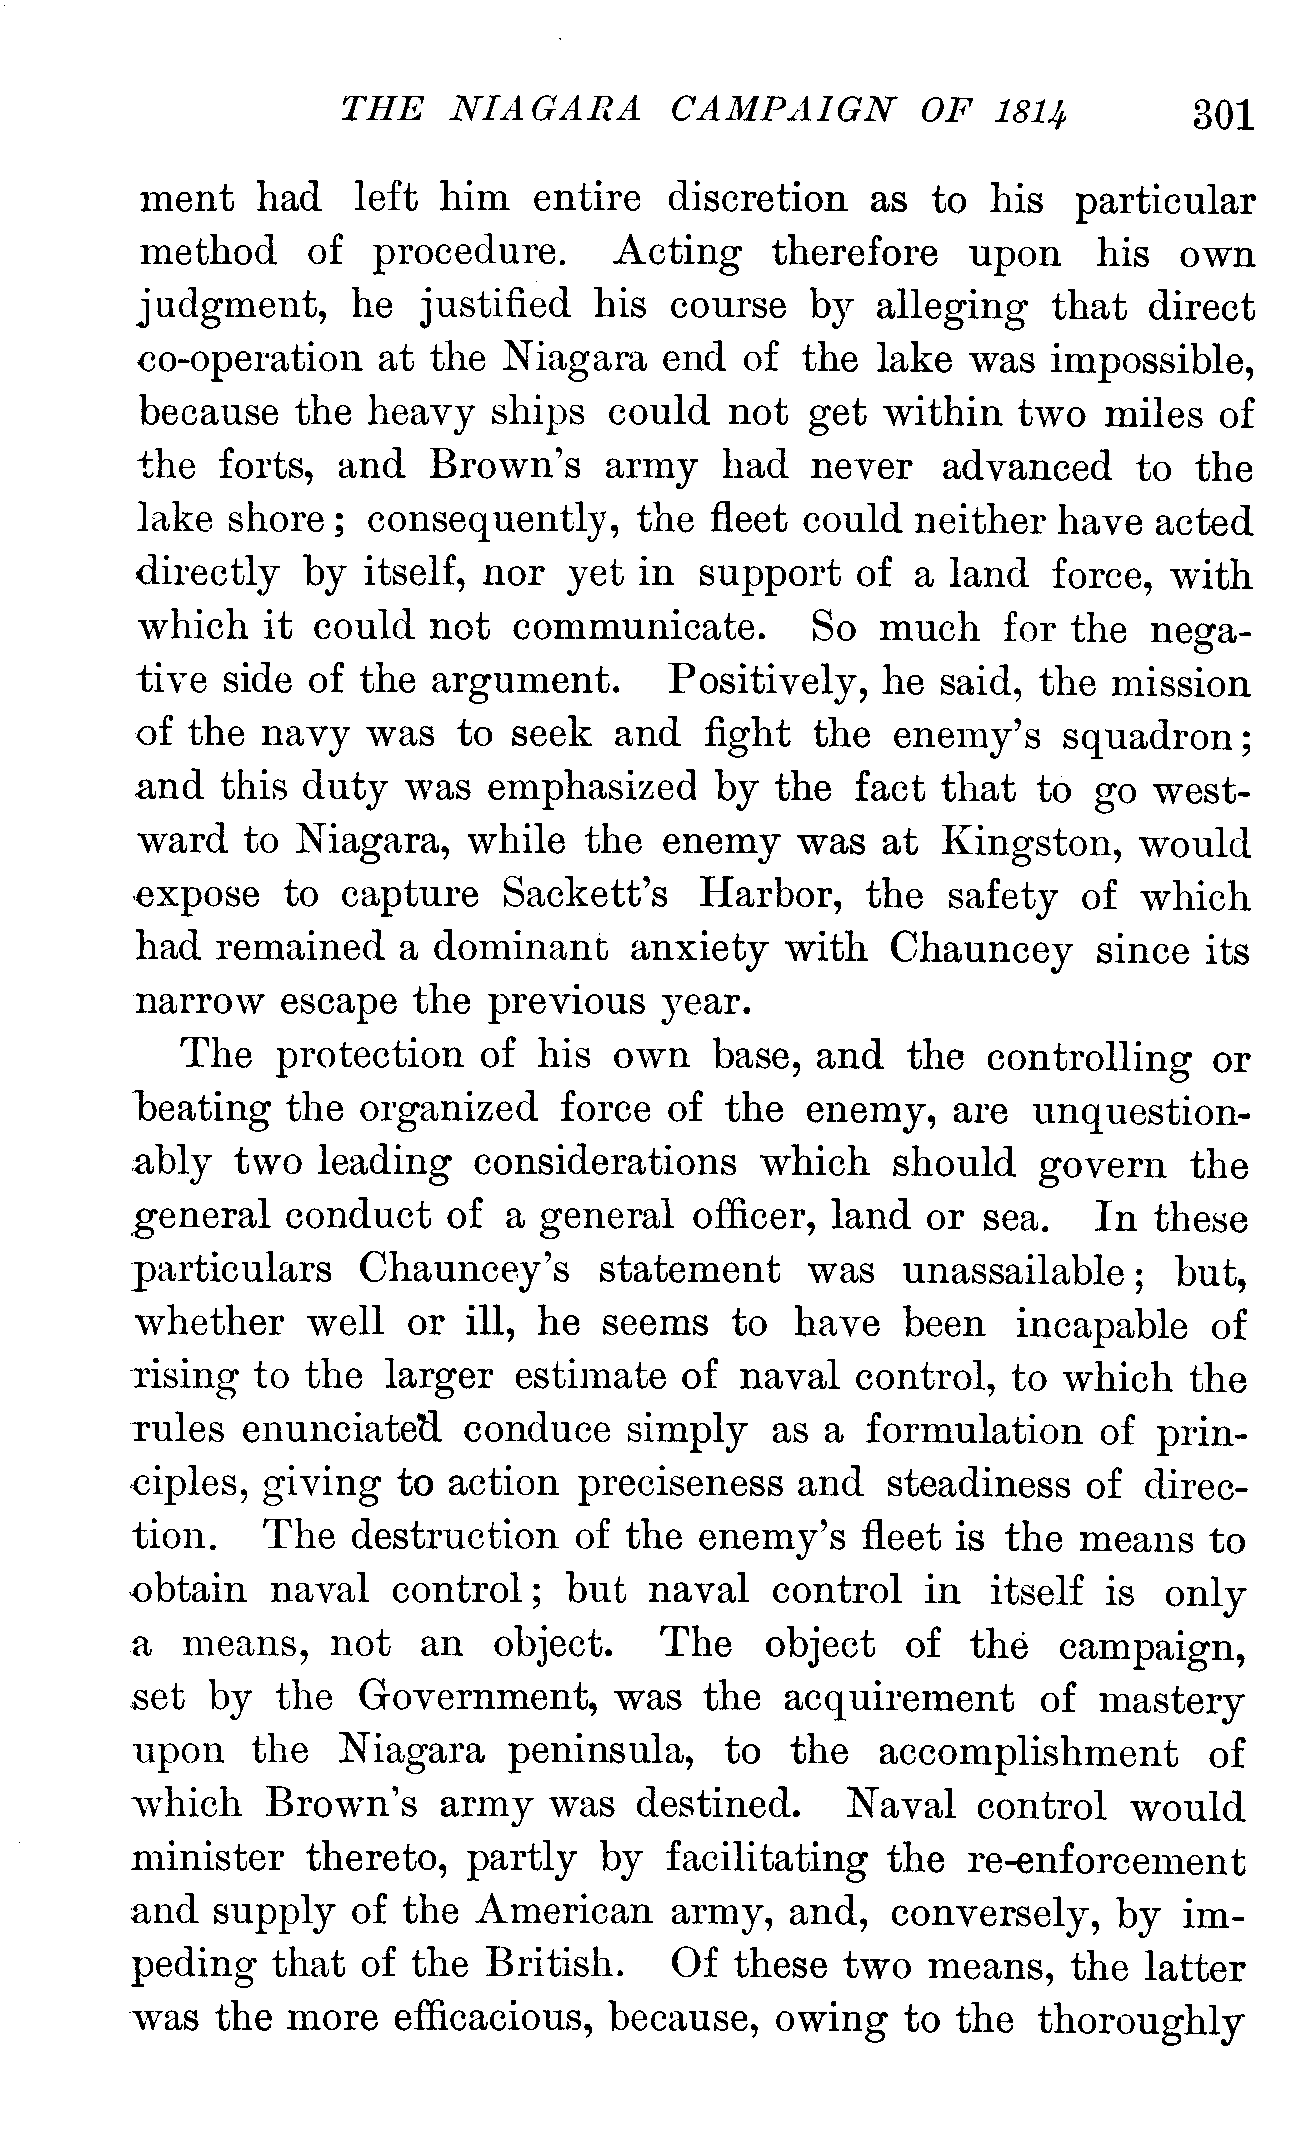 THE NIAGARA CAMPAIGN OF 1814 301
ment had left him entire discretion as to his particular
method of procedure. Acting therefore upon his own
judgment, he justified his course by alleging that direct
co-operation at the Niagara end of the lake was impossible,
because the heavy ships could not get within two miles of
the forts, and Brown's army had never advanced to the
lake shore; consequently, the fleet could neither have acted
directly by itself, nor yet in support of a land force, with
which it could not communicate. So much for the nega-
tive side of the argument. Positively, he said, the mission
of the navy was to seek and fight the enemy's squadron;
and this duty was emphasized by the fact that to go west-
ward to Niagara, while the enemy was at Kingston, would
expose to capture Sackett's Harbor, the safety of which
had remained a dominant anxiety with Chauncey since its
narrow escape the previous year.
The protection of his own base, and the controlling or
beating the organized force of the enemy, are unquestion-
ably two leading considerations which should govern the
general conduct of a general officer, land or sea. In these
particulars Chauncey's statement was unassailable; but,
whether well or ill, he seems to have been incapable of
rising to the larger estimate of naval control, to which the
rules enunciated conduce simply as a formulation of prin-
ciples, giving to action preciseness and steadiness of direc-
tion. The destruction of the enemy's fleet is the means to
obtain naval control; but naval control in itself is only
a means, not an object. The object of the campaign,
set by the Government, was the acquirement of mastery
upon the Niagara peninsula, to the accomplishment of
which Brown's army was destined. Naval control would
minister thereto, partly by facilitating the re-enforcement
and supply of the American army, and, conversely, by im-
peding that of the British. Of these two means, the latter
was the more efficacious, because, owing to the thoroughly